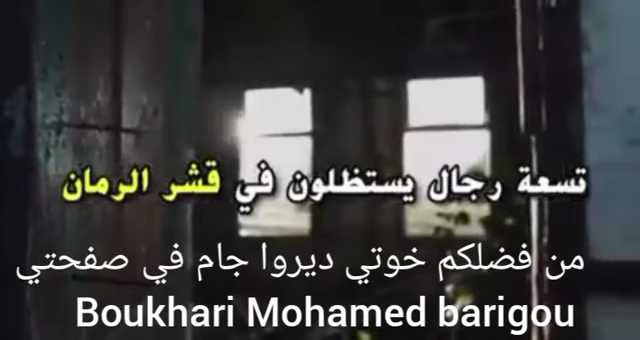 تسعة رجال يستظلون في قشر الرمان
من فضلكم خوتي ديروا جام في صفحتي
Boukhari Mohamed barigou